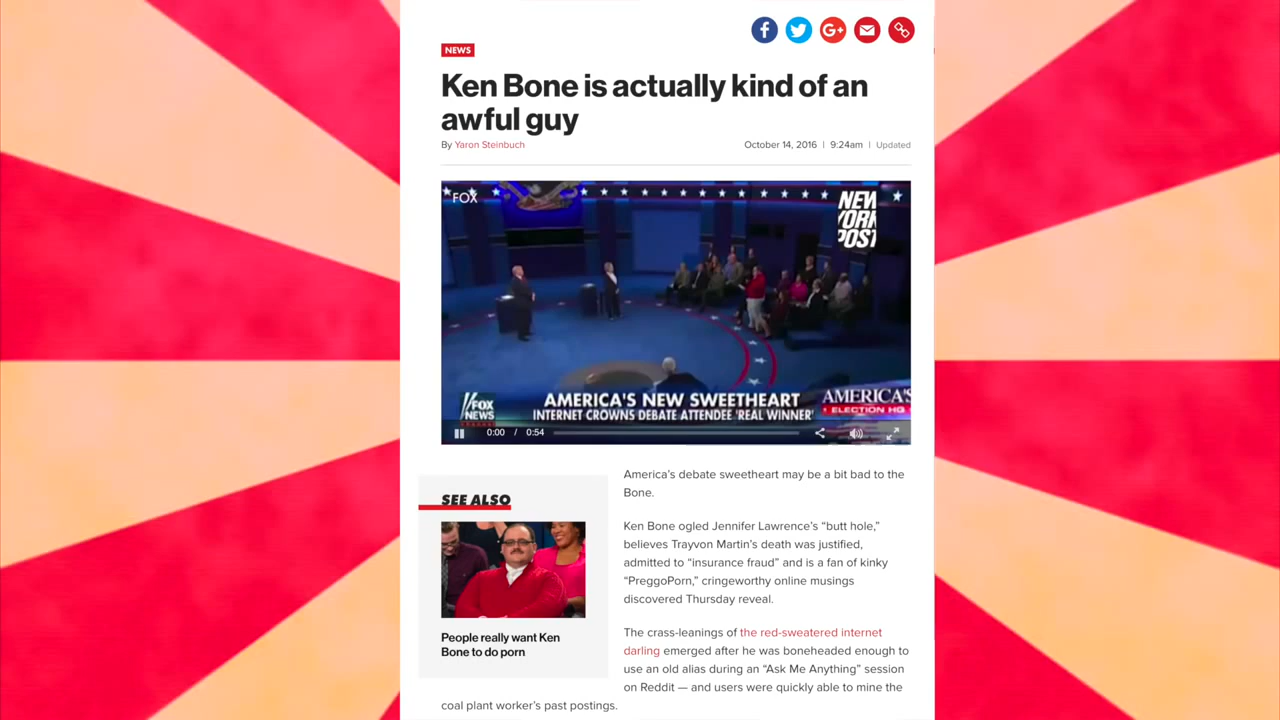 NEWS
Ken Bone is actually kind of an
awful guy
By Yaron Steinbuch
October 14, 2016 | 9:24am | Updated
FOX
NEW
YORK
POST
AMERICA'S NEW SWEETHEART
INTERNET CROWNS DEBATE ATTENDEE 'REAL WINNER'
FOX
NEWS
AMERICA'S
ELECTION HQ
0:00 / 0:54
SEE ALSO
People really want Ken
Bone to do porn
America’s debate sweetheart may be a bit bad to the
Bone.
Ken Bone ogled Jennifer Lawrence’s “butt hole,”
believes Trayvon Martin’s death was justified,
admitted to “insurance fraud” and is a fan of kinky
“PreggoPorn,” cringeworthy online musings
discovered Thursday reveal.
The crass-leanings of the red-sweatered internet
darling emerged after he was boneheaded enough to
use an old alias during an “Ask Me Anything” session
on Reddit — and users were quickly able to mine the
coal plant worker’s past postings.